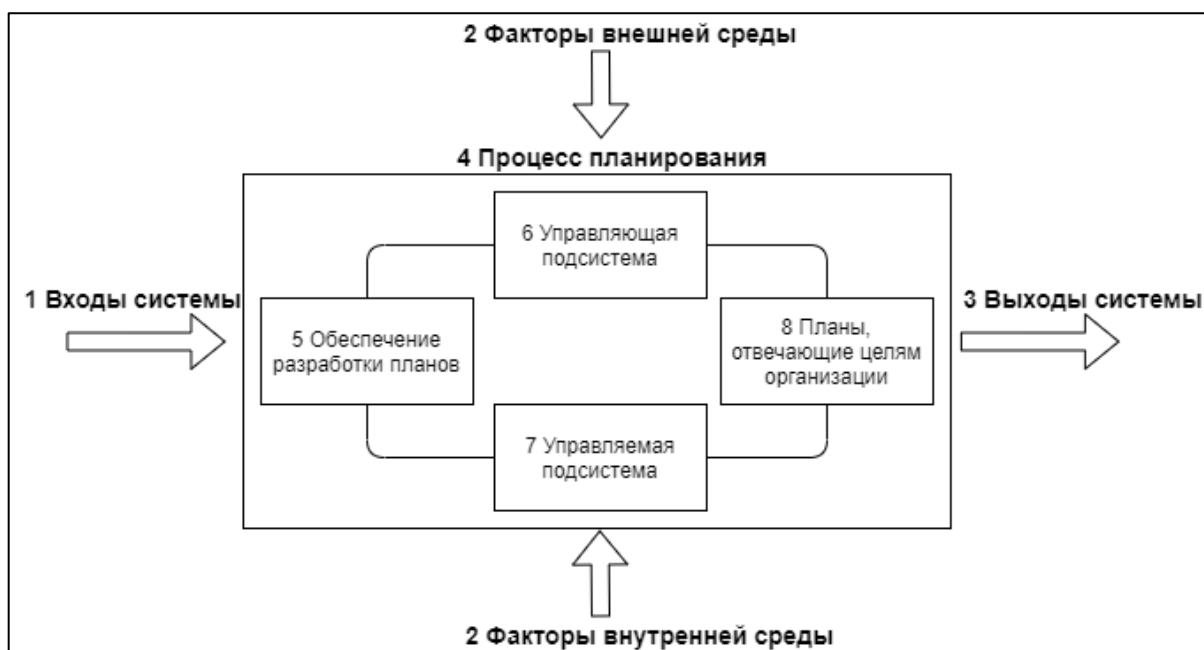 2 Факторы внешней среды
4 Процесс планирования
6 Управляющая
подсистема
1 Входы системы
3 Выходы системы
5 Обеспечение
разработки планов
8 Планы,
отвечающие целям
организации
7 Управляемая
подсистема
2 Факторы внутренней среды